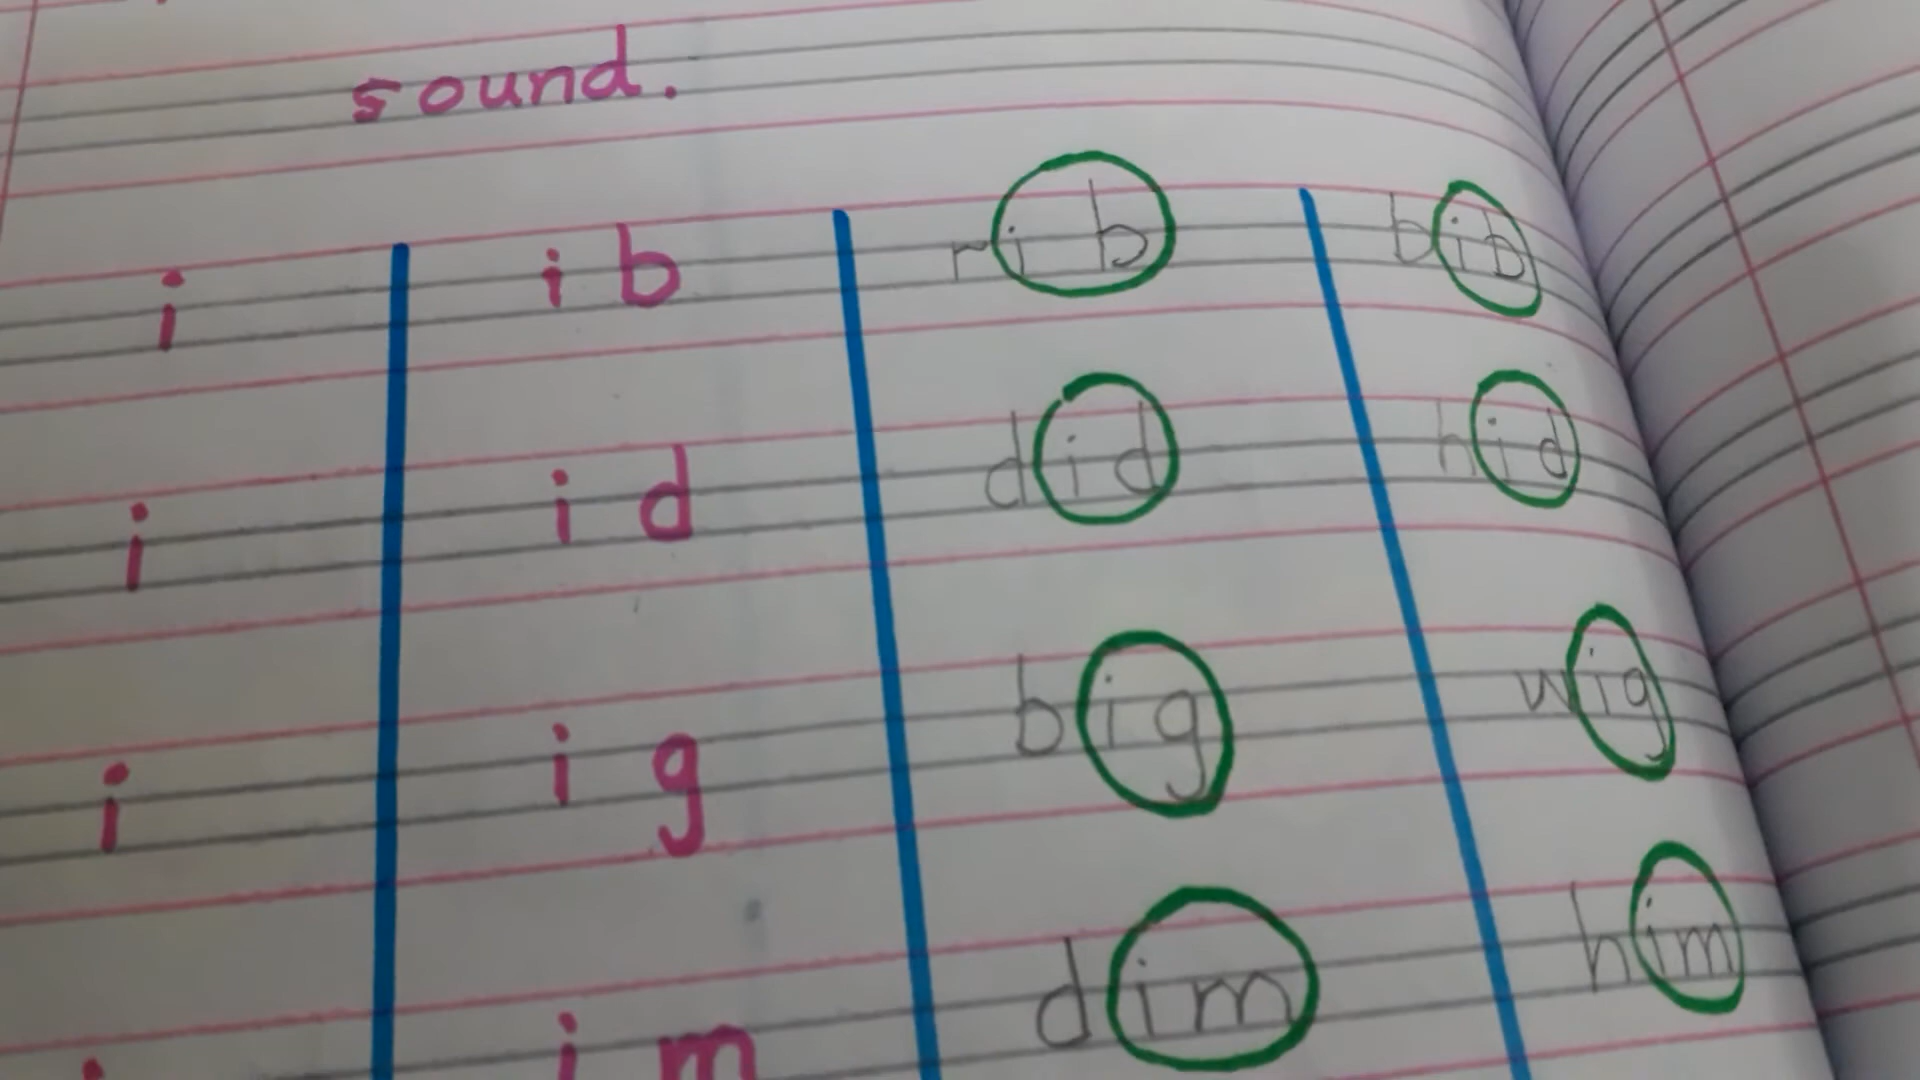 sound.
i ib rib bib
i id did hid
i ig big wig
i im dim him